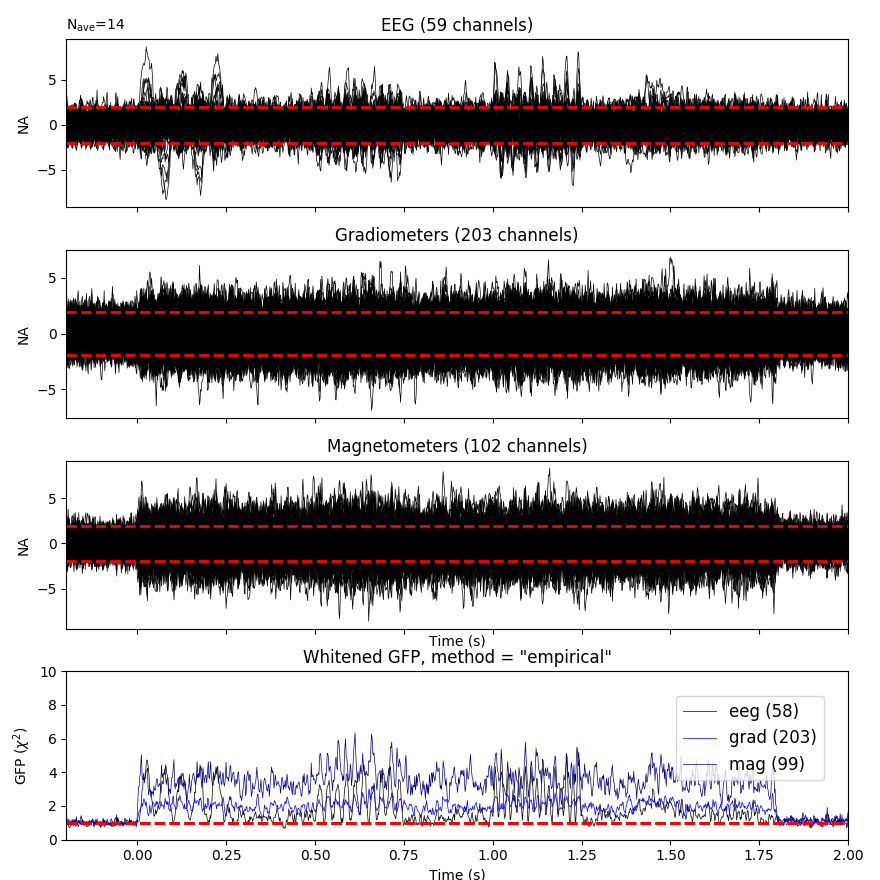 N_ave=14
EEG (59 channels)
5
0
−5
NA
Gradiometers (203 channels)
5
0
−5
NA
Magnetometers (102 channels)
5
0
−5
NA
Time (s)
Whitened GFP, method = "empirical"
10
8
6
4
2
0
GFP (χ²)
eeg (58)
grad (203)
mag (99)
0.00 0.25 0.50 0.75 1.00 1.25 1.50 1.75 2.00
Time (s)